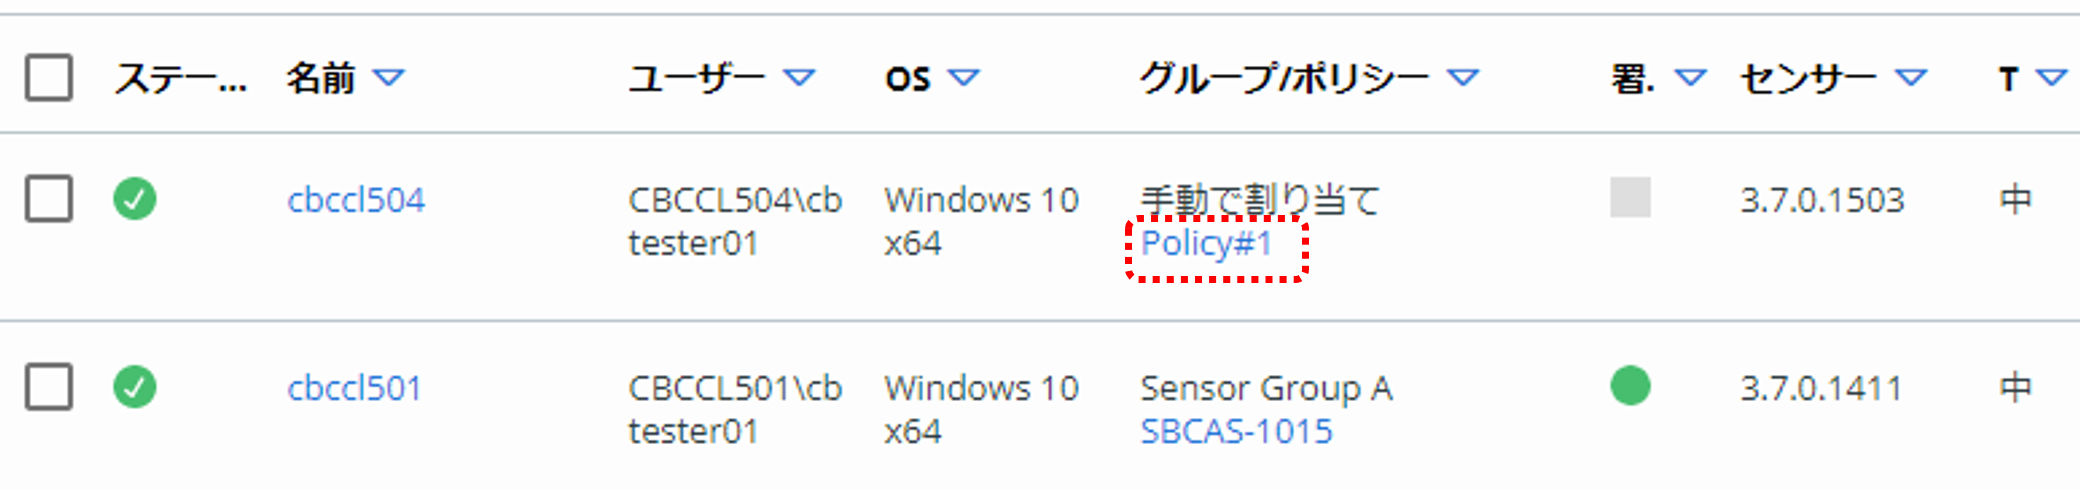 ステー... 名前 ユーザー OS グループ/ポリシー 署. センサー T
cbccl504 CBCCL504\cb Windows 10 手動で割り当て 3.7.0.1503 中
tester01 x64 Policy#1
cbccl501 CBCCL501\cb Windows 10 Sensor Group A 3.7.0.1411 中
tester01 x64 SBCAS-1015